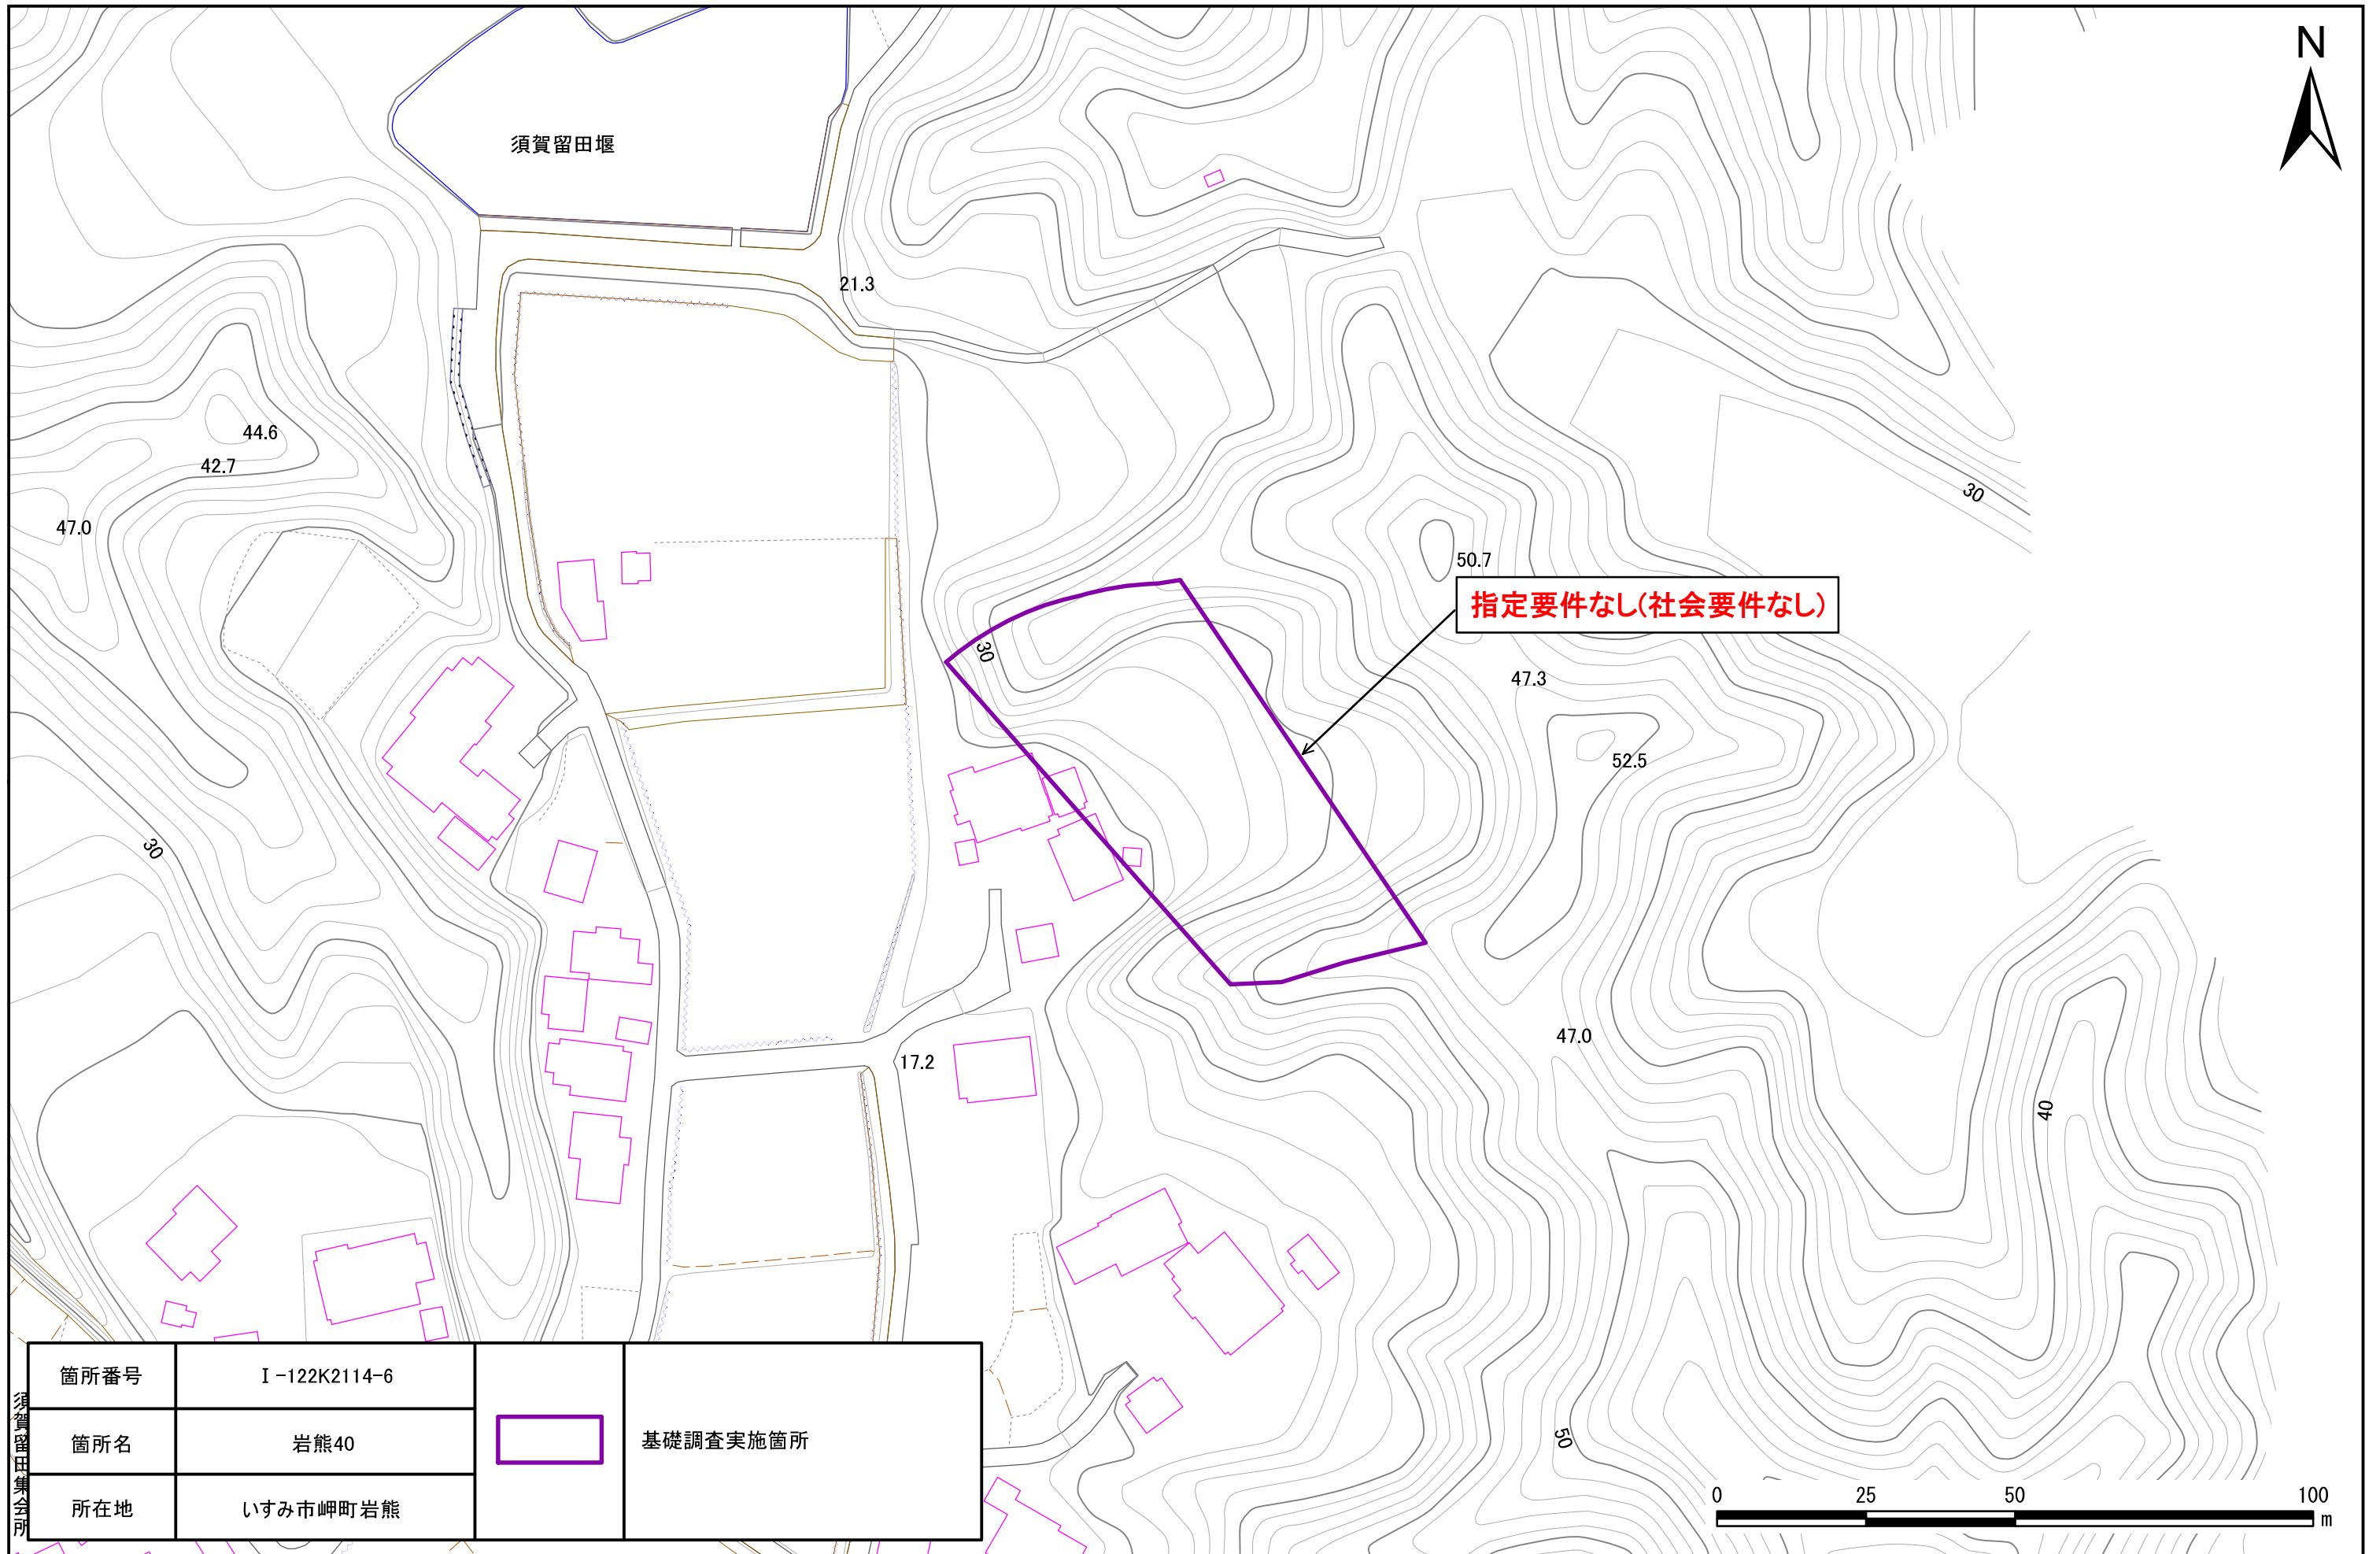 N
須賀留田堰
21.3
44.6
42.7
47.0
30
50.7
指定要件なし(社会要件なし)
30
47.3
52.5
30
47.0
17.2
40
50
箇所番号
Ⅰ-122K2114-6
箇所名
岩熊40
所在地
いすみ市岬町岩熊
基礎調査実施箇所
須賀留田集会所
0 25 50 100
m